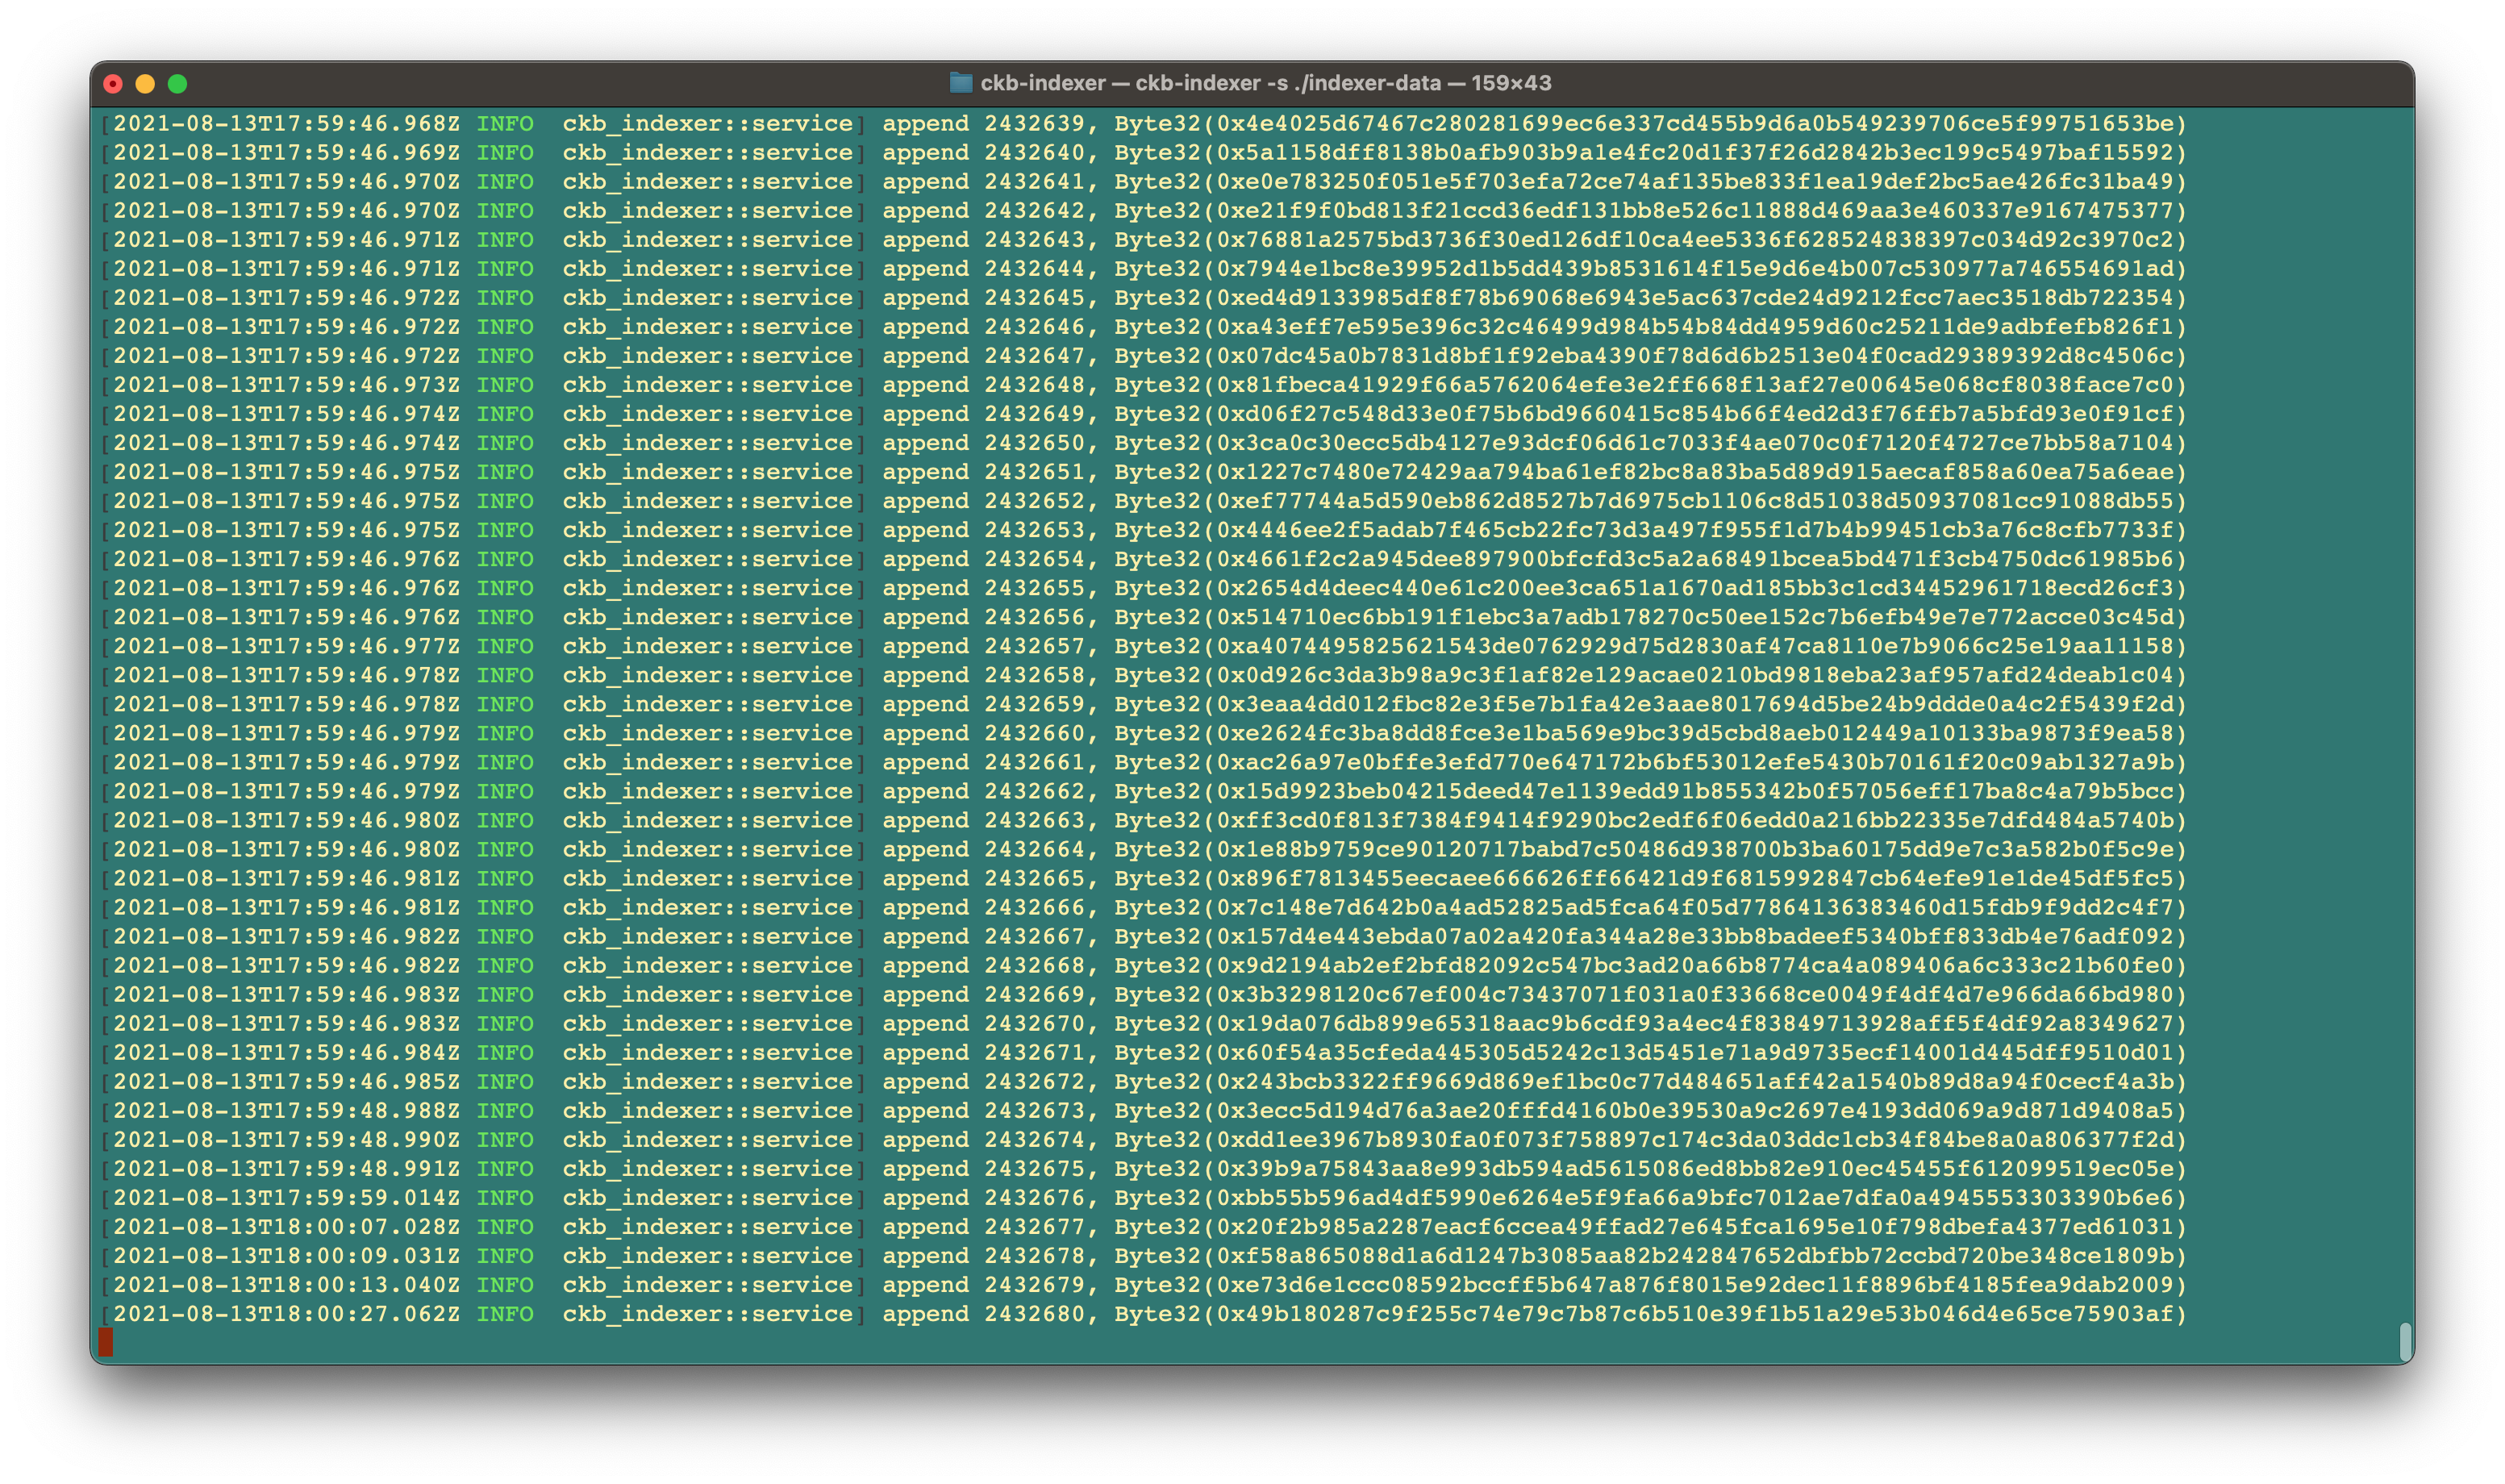 ckb-indexer — ckb-indexer -s ./indexer-data — 159×43
[2021-08-13T17:59:46.968Z INFO  ckb_indexer::service] append 2432639, Byte32(0x4e4025d67467c280281699ec6e337cd455b9d6a0b549239706ce5f99751653be)
[2021-08-13T17:59:46.969Z INFO  ckb_indexer::service] append 2432640, Byte32(0x5a1158dff8138b0afb903b9a1e4fc20d1f37f26d2842b3ec199c5497baf15592)
[2021-08-13T17:59:46.970Z INFO  ckb_indexer::service] append 2432641, Byte32(0xe0e783250f051e5f703efa72ce74af135be833f1ea19def2bc5ae426fc31ba49)
[2021-08-13T17:59:46.970Z INFO  ckb_indexer::service] append 2432642, Byte32(0xe21f9f0bd813f21ccd36edf131bb8e526c11888d469aa3e460337e9167475377)
[2021-08-13T17:59:46.971Z INFO  ckb_indexer::service] append 2432643, Byte32(0x76881a2575bd3736f30ed126df10ca4ee5336f628524838397c034d92c3970c2)
[2021-08-13T17:59:46.971Z INFO  ckb_indexer::service] append 2432644, Byte32(0x7944e1bc8e39952d1b5dd439b8531614f15e9d6e4b007c530977a746554691ad)
[2021-08-13T17:59:46.972Z INFO  ckb_indexer::service] append 2432645, Byte32(0xed4d9133985df8f78b69068e6943e5ac637cde24d9212fcc7aec3518db722354)
[2021-08-13T17:59:46.972Z INFO  ckb_indexer::service] append 2432646, Byte32(0xa43eff7e595e396c32c46499d984b54b84dd4959d60c25211de9adbfefb826f1)
[2021-08-13T17:59:46.972Z INFO  ckb_indexer::service] append 2432647, Byte32(0x07dc45a0b7831d8bf1f92eba4390f78d6d6b2513e04f0cad29389392d8c4506c)
[2021-08-13T17:59:46.973Z INFO  ckb_indexer::service] append 2432648, Byte32(0x81fbeca41929f66a5762064efe3e2ff668f13af27e00645e068cf8038face7c0)
[2021-08-13T17:59:46.974Z INFO  ckb_indexer::service] append 2432649, Byte32(0xd06f27c548d33e0f75b6bd9660415c854b66f4ed2d3f76ffb7a5bfd93e0f91cf)
[2021-08-13T17:59:46.974Z INFO  ckb_indexer::service] append 2432650, Byte32(0x3ca0c30ecc5db4127e93dcf06d61c7033f4ae070c0f7120f4727ce7bb58a7104)
[2021-08-13T17:59:46.975Z INFO  ckb_indexer::service] append 2432651, Byte32(0x1227c7480e72429aa794ba61ef82bc8a83ba5d89d915aecaf858a60ea75a6eae)
[2021-08-13T17:59:46.975Z INFO  ckb_indexer::service] append 2432652, Byte32(0xef77744a5d590eb862d8527b7d6975cb1106c8d51038d50937081cc91088db55)
[2021-08-13T17:59:46.975Z INFO  ckb_indexer::service] append 2432653, Byte32(0x4446ee2f5adab7f465cb22fc73d3a497f955f1d7b4b99451cb3a76c8cfb7733f)
[2021-08-13T17:59:46.976Z INFO  ckb_indexer::service] append 2432654, Byte32(0x4661f2c2a945dee897900bfcfd3c5a2a68491bcea5bd471f3cb4750dc61985b6)
[2021-08-13T17:59:46.976Z INFO  ckb_indexer::service] append 2432655, Byte32(0x2654d4deec440e61c200ee3ca651a1670ad185bb3c1cd34452961718ecd26cf3)
[2021-08-13T17:59:46.976Z INFO  ckb_indexer::service] append 2432656, Byte32(0x514710ec6bb191f1ebc3a7adb178270c50ee152c7b6efb49e7e772acce03c45d)
[2021-08-13T17:59:46.977Z INFO  ckb_indexer::service] append 2432657, Byte32(0xa4074495825621543de0762929d75d2830af47ca8110e7b9066c25e19aa11158)
[2021-08-13T17:59:46.978Z INFO  ckb_indexer::service] append 2432658, Byte32(0x0d926c3da3b98a9c3f1af82e129acae0210bd9818eba23af957afd24deab1c04)
[2021-08-13T17:59:46.978Z INFO  ckb_indexer::service] append 2432659, Byte32(0x3eaa4dd012fbc82e3f5e7b1fa42e3aae8017694d5be24b9ddde0a4c2f5439f2d)
[2021-08-13T17:59:46.979Z INFO  ckb_indexer::service] append 2432660, Byte32(0xe2624fc3ba8dd8fce3e1ba569e9bc39d5cbd8aeb012449a10133ba9873f9ea58)
[2021-08-13T17:59:46.979Z INFO  ckb_indexer::service] append 2432661, Byte32(0xac26a97e0bffe3efd770e647172b6bf53012efe5430b70161f20c09ab1327a9b)
[2021-08-13T17:59:46.979Z INFO  ckb_indexer::service] append 2432662, Byte32(0x15d9923beb04215deed47e1139edd91b855342b0f57056eff17ba8c4a79b5bcc)
[2021-08-13T17:59:46.980Z INFO  ckb_indexer::service] append 2432663, Byte32(0xff3cd0f813f7384f9414f9290bc2edf6f06edd0a216bb22335e7dfd484a5740b)
[2021-08-13T17:59:46.980Z INFO  ckb_indexer::service] append 2432664, Byte32(0x1e88b9759ce90120717babd7c50486d938700b3ba60175dd9e7c3a582b0f5c9e)
[2021-08-13T17:59:46.981Z INFO  ckb_indexer::service] append 2432665, Byte32(0x896f7813455eecaee666626ff66421d9f6815992847cb64efe91e1de45df5fc5)
[2021-08-13T17:59:46.981Z INFO  ckb_indexer::service] append 2432666, Byte32(0x7c148e7d642b0a4ad52825ad5fca64f05d77864136383460d15fdb9f9dd2c4f7)
[2021-08-13T17:59:46.982Z INFO  ckb_indexer::service] append 2432667, Byte32(0x157d4e443ebda07a02a420fa344a28e33bb8badeef5340bff833db4e76adf092)
[2021-08-13T17:59:46.982Z INFO  ckb_indexer::service] append 2432668, Byte32(0x9d2194ab2ef2bfd82092c547bc3ad20a66b8774ca4a089406a6c333c21b60fe0)
[2021-08-13T17:59:46.983Z INFO  ckb_indexer::service] append 2432669, Byte32(0x3b3298120c67ef004c73437071f031a0f33668ce0049f4df4d7e966da66bd980)
[2021-08-13T17:59:46.983Z INFO  ckb_indexer::service] append 2432670, Byte32(0x19da076db899e65318aac9b6cdf93a4ec4f83849713928aff5f4df92a8349627)
[2021-08-13T17:59:46.984Z INFO  ckb_indexer::service] append 2432671, Byte32(0x60f54a35cfeda445305d5242c13d5451e71a9d9735ecf14001d445dff9510d01)
[2021-08-13T17:59:46.985Z INFO  ckb_indexer::service] append 2432672, Byte32(0x243bcb3322ff9669d869ef1bc0c77d484651aff42a1540b89d8a94f0cecf4a3b)
[2021-08-13T17:59:48.988Z INFO  ckb_indexer::service] append 2432673, Byte32(0x3ecc5d194d76a3ae20fffd4160b0e39530a9c2697e4193dd069a9d871d9408a5)
[2021-08-13T17:59:48.990Z INFO  ckb_indexer::service] append 2432674, Byte32(0xdd1ee3967b8930fa0f073f758897c174c3da03ddc1cb34f84be8a0a806377f2d)
[2021-08-13T17:59:48.991Z INFO  ckb_indexer::service] append 2432675, Byte32(0x39b9a75843aa8e993db594ad5615086ed8bb82e910ec45455f612099519ec05e)
[2021-08-13T17:59:59.014Z INFO  ckb_indexer::service] append 2432676, Byte32(0xbb55b596ad4df5990e6264e5f9fa66a9bfc7012ae7dfa0a4945553303390b6e6)
[2021-08-13T18:00:07.028Z INFO  ckb_indexer::service] append 2432677, Byte32(0x20f2b985a2287eacf6ccea49ffad27e645fca1695e10f798dbefa4377ed61031)
[2021-08-13T18:00:09.031Z INFO  ckb_indexer::service] append 2432678, Byte32(0xf58a865088d1a6d1247b3085aa82b242847652dbfbb72ccbd720be348ce1809b)
[2021-08-13T18:00:13.040Z INFO  ckb_indexer::service] append 2432679, Byte32(0xe73d6e1ccc08592bccff5b647a876f8015e92dec11f8896bf4185fea9dab2009)
[2021-08-13T18:00:27.062Z INFO  ckb_indexer::service] append 2432680, Byte32(0x49b180287c9f255c74e79c7b87c6b510e39f1b51a29e53b046d4e65ce75903af)